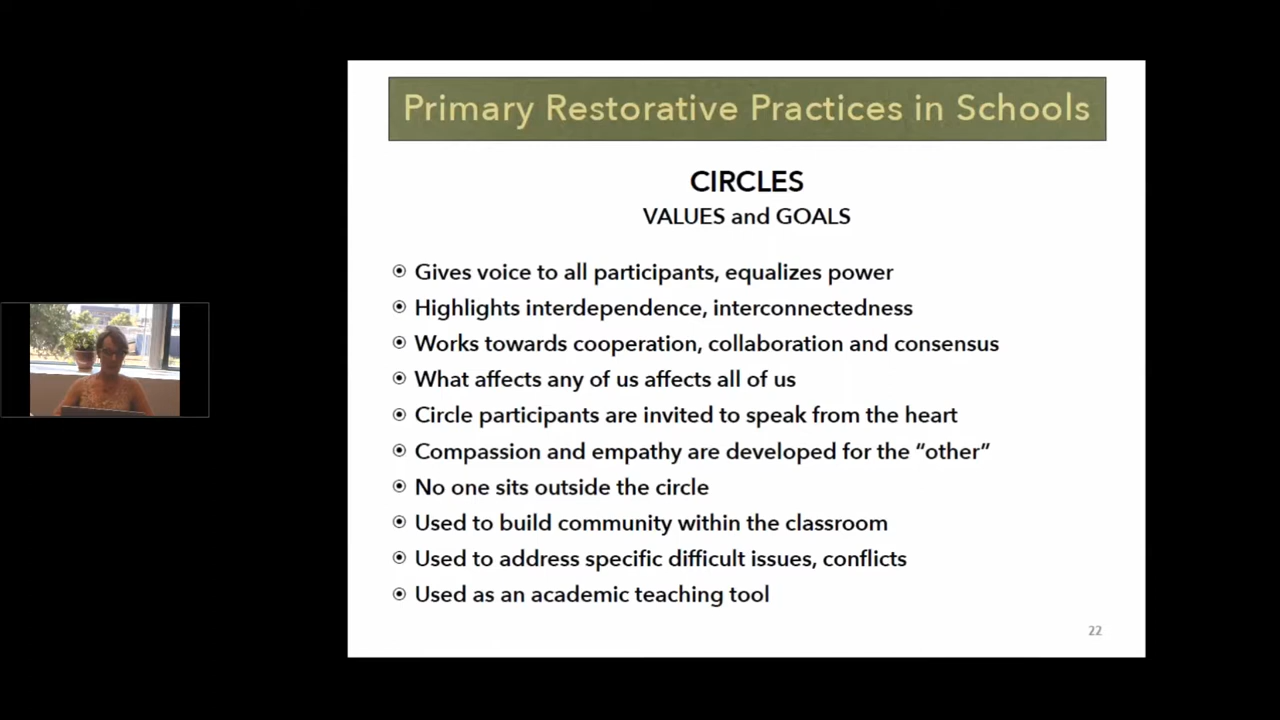 Primary Restorative Practices in Schools
CIRCLES
VALUES and GOALS
Gives voice to all participants, equalizes power
Highlights interdependence, interconnectedness
Works towards cooperation, collaboration and consensus
What affects any of us affects all of us
Circle participants are invited to speak from the heart
Compassion and empathy are developed for the “other”
No one sits outside the circle
Used to build community within the classroom
Used to address specific difficult issues, conflicts
Used as an academic teaching tool
22